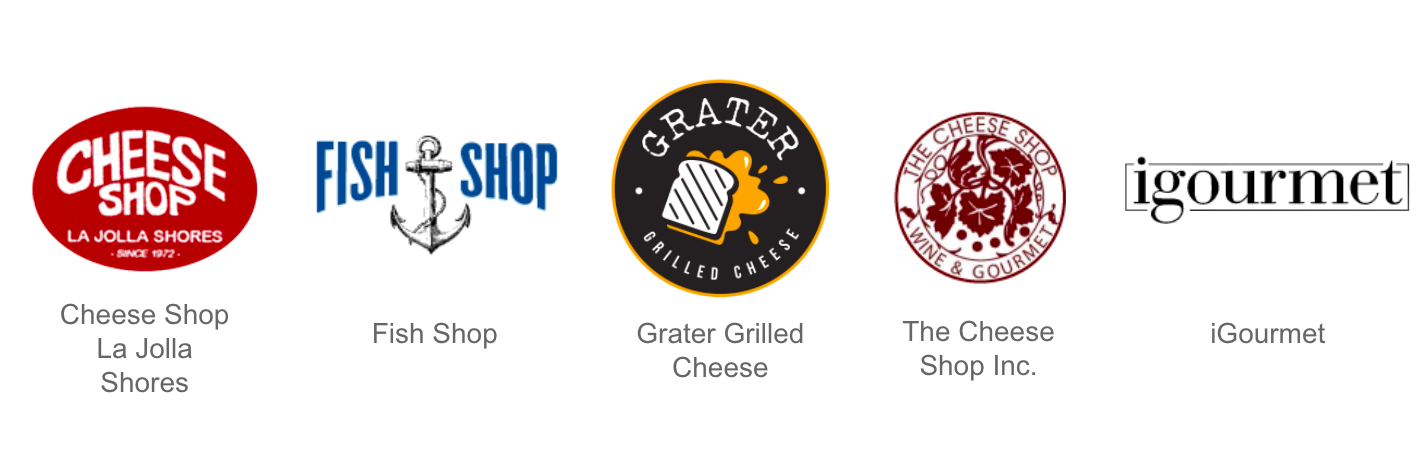 CHEESE
SHOP
LA JOLLA SHORES
· SINCE 1972 ·
FISH SHOP
GRATER
GRILLED CHEESE
THE CHEESE SHOP
WINE & GOURMET
igourmet
Cheese Shop
La Jolla
Shores
Fish Shop
Grater Grilled
Cheese
The Cheese
Shop Inc.
iGourmet